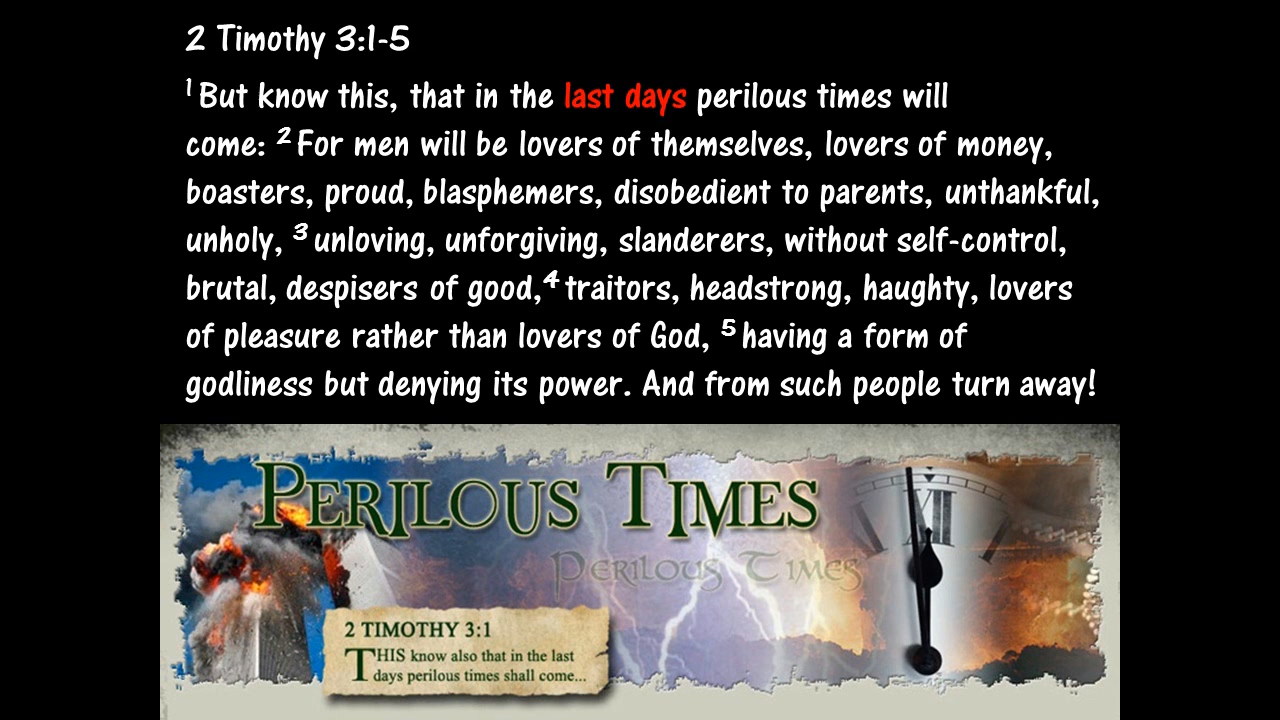 2 Timothy 3:1-5
1 But know this, that in the last days perilous times will
come: 2 For men will be lovers of themselves, lovers of money,
boasters, proud, blasphemers, disobedient to parents, unthankful,
unholy, 3 unloving, unforgiving, slanderers, without self-control,
brutal, despisers of good,4 traitors, headstrong, haughty, lovers
of pleasure rather than lovers of God, 5 having a form of
godliness but denying its power. And from such people turn away!
PERILOUS TIMES
PERILOUS TIMES
VII
2 TIMOTHY 3:1
THIS know also that in the last
days perilous times shall come...